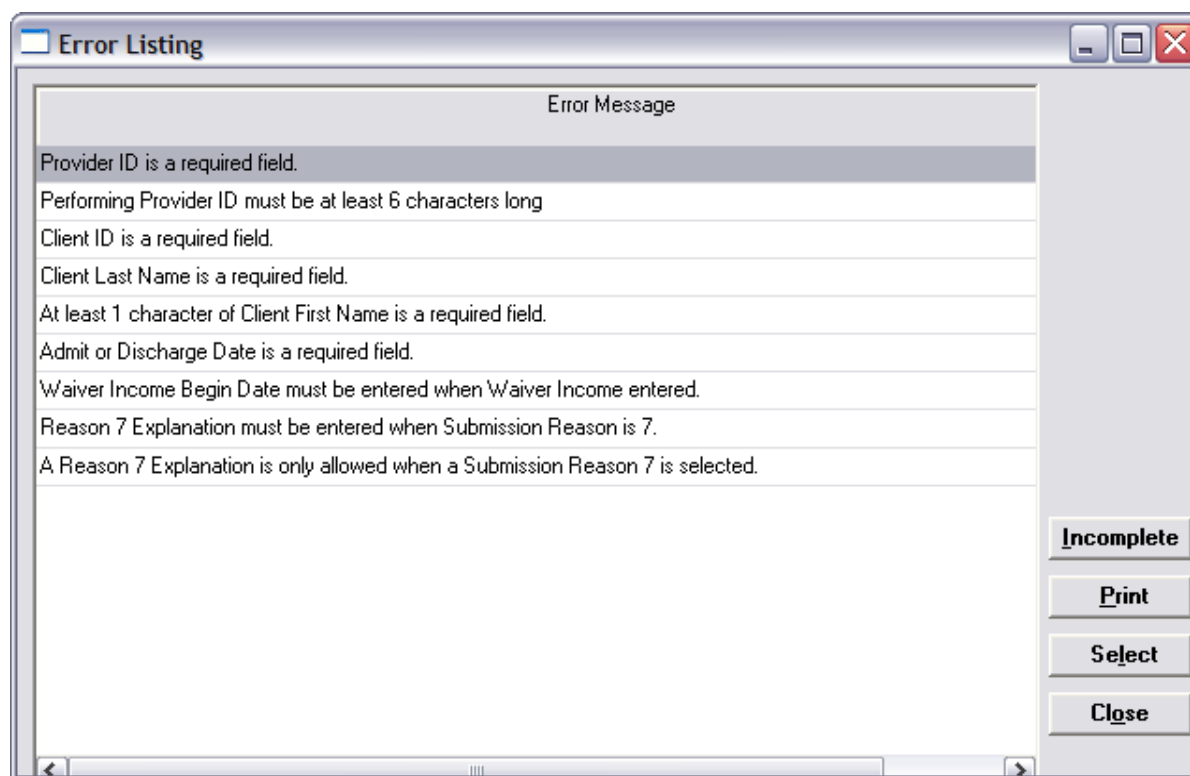 Error Listing
Error Message
Provider ID is a required field.
Performing Provider ID must be at least 6 characters long
Client ID is a required field.
Client Last Name is a required field.
At least 1 character of Client First Name is a required field.
Admit or Discharge Date is a required field.
Waiver Income Begin Date must be entered when Waiver Income entered.
Reason 7 Explanation must be entered when Submission Reason is 7.
A Reason 7 Explanation is only allowed when a Submission Reason 7 is selected.
Incomplete
Print
Select
Close